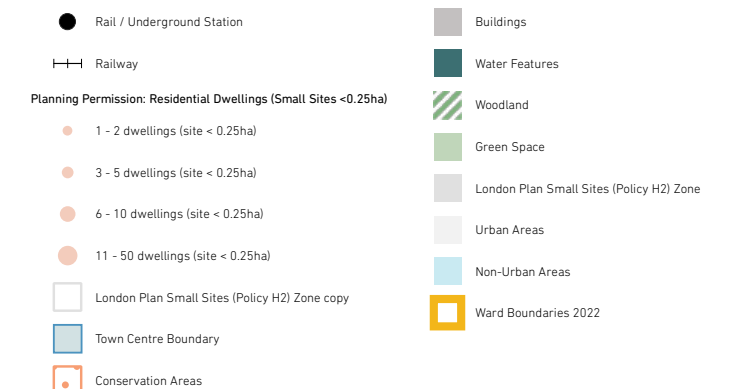 Rail / Underground Station
Railway
Planning Permission: Residential Dwellings (Small Sites <0.25ha)
1 - 2 dwellings (site < 0.25ha)
3 - 5 dwellings (site < 0.25ha)
6 - 10 dwellings (site < 0.25ha)
11 - 50 dwellings (site < 0.25ha)
London Plan Small Sites (Policy H2) Zone copy
Town Centre Boundary
Conservation Areas
Buildings
Water Features
Woodland
Green Space
London Plan Small Sites (Policy H2) Zone
Urban Areas
Non-Urban Areas
Ward Boundaries 2022